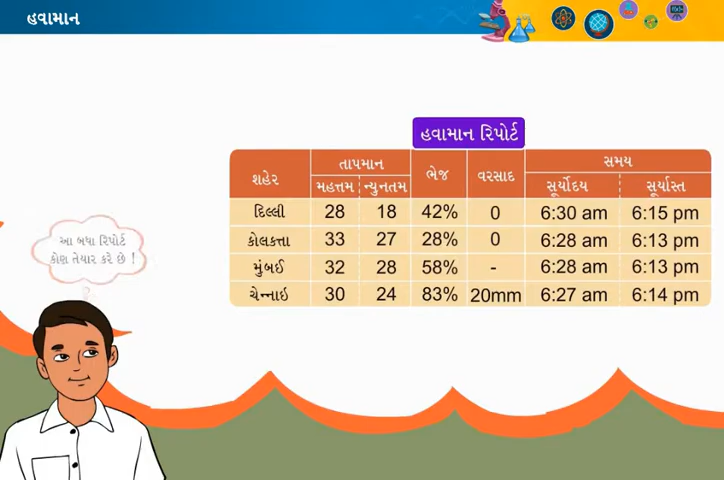 હવામાન
હવામાન રિપોર્ટ
શહેર તાપમાન ભેજ વરસાદ સમય
મહત્તમ ન્યુનતમ સૂર્યોદય સૂર્યાસ્ત
દિલ્લી 28 18 42% 0 6:30 am 6:15 pm
કોલકત્તા 33 27 28% 0 6:28 am 6:13 pm
મુંબઈ 32 28 58% - 6:28 am 6:13 pm
ચેન્નાઇ 30 24 83% 20mm 6:27 am 6:14 pm
આ બધા રિપોર્ટ
કોણ તૈયાર કરે છે !